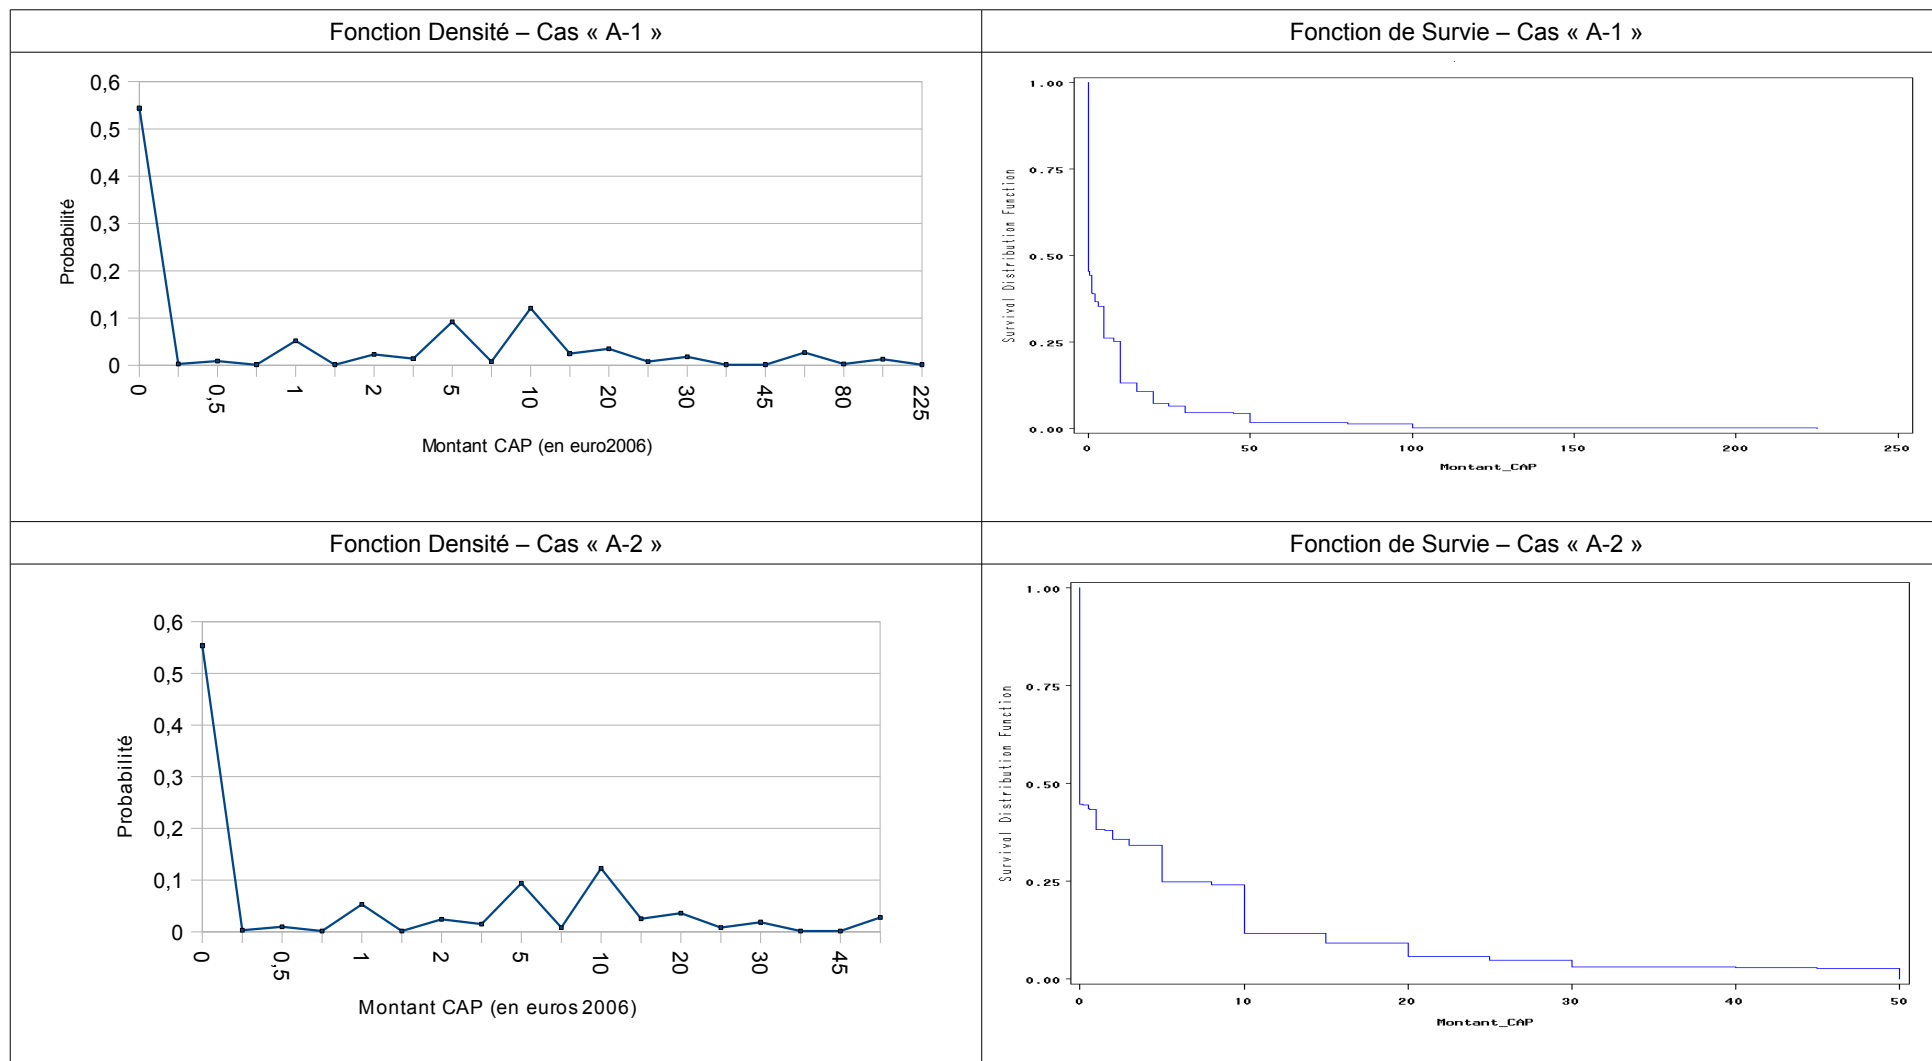 Fonction Densité – Cas « A-1 »
Fonction de Survie – Cas « A-1 »
0,6
0,5
0,4
0,3
0,2
0,1
0
Probabilité
0 0,5 1 2 5 10 20 30 45 80 225
Montant CAP (en euro2006)
1.00
0.75
0.50
0.25
0.00
Survival Distribution Function
0 50 100 150 200 250
Montant_CAP
Fonction Densité – Cas « A-2 »
Fonction de Survie – Cas « A-2 »
0,6
0,5
0,4
0,3
0,2
0,1
0
Probabilité
0 0,5 1 2 5 10 20 30 45
Montant CAP (en euros 2006)
1.00
0.75
0.50
0.25
0.00
Survival Distribution Function
0 10 20 30 40 50
Montant_CAP